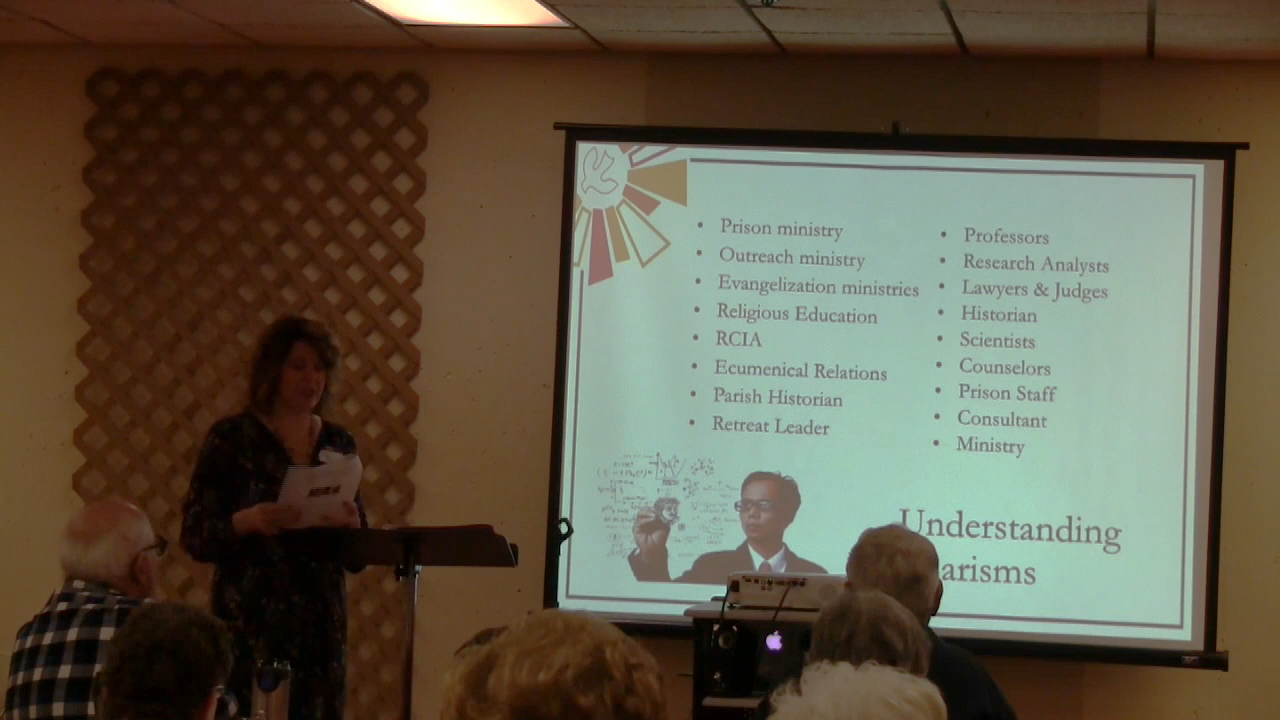 Prison ministry
Outreach ministry
Evangelization ministries
Religious Education
RCIA
Ecumenical Relations
Parish Historian
Retreat Leader
Professors
Research Analysts
Lawyers & Judges
Historian
Scientists
Counselors
Prison Staff
Consultant
Ministry
Understanding
arisms